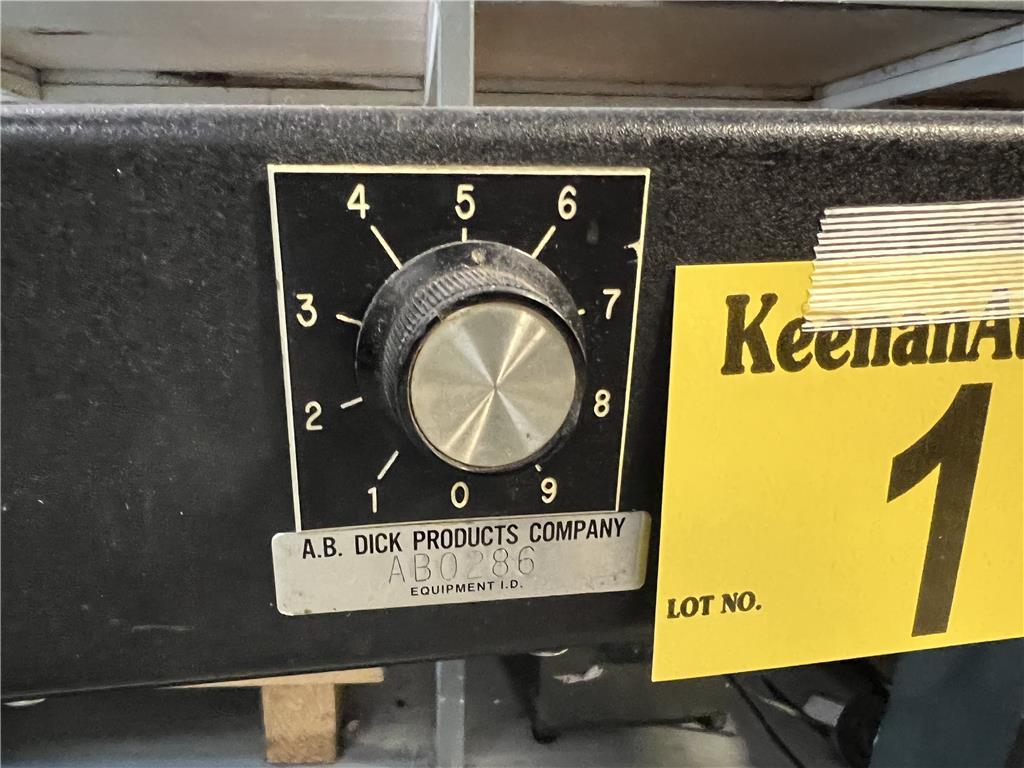 4 5 6
3 7
2 8
1 0 9
A.B. DICK PRODUCTS COMPANY
AB0286
EQUIPMENT I.D.
1
LOT NO.